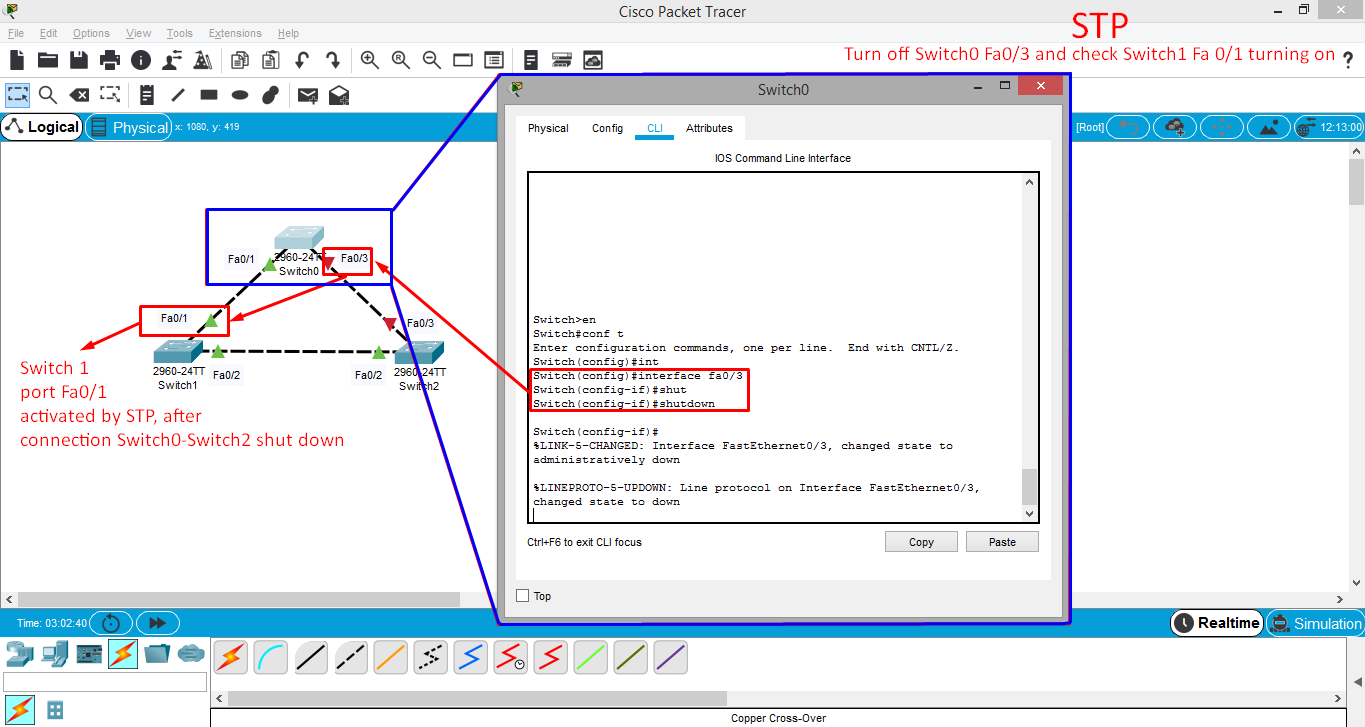 Cisco Packet Tracer
STP
File Edit Options View Tools Extensions Help
Turn off Switch0 Fa0/3 and check Switch1 Fa 0/1 turning on
?
Switch0
Logical
Physical
x: 1080, y: 419
[Root]
12:13:00
Physical Config CLI Attributes
IOS Command Line Interface
Fa0/1
2960-24TT
Switch0
Fa0/3
Fa0/1
Fa0/3
2960-24TT
Switch1
Fa0/2
Fa0/2
2960-24TT
Switch2
Switch 1
port Fa0/1
activated by STP, after
connection Switch0-Switch2 shut down
Switch>en
Switch#conf t
Enter configuration commands, one per line. End with CNTL/Z.
Switch(config)#int
Switch(config)#interface fa0/3
Switch(config-if)#shut
Switch(config-if)#shutdown
Switch(config-if)#
%LINK-5-CHANGED: Interface FastEthernet0/3, changed state to
administratively down
%LINEPROTO-5-UPDOWN: Line protocol on Interface FastEthernet0/3,
changed state to down
Ctrl+F6 to exit CLI focus
Copy
Paste
Top
Time: 03:02:40
Realtime
Simulation
Copper Cross-Over